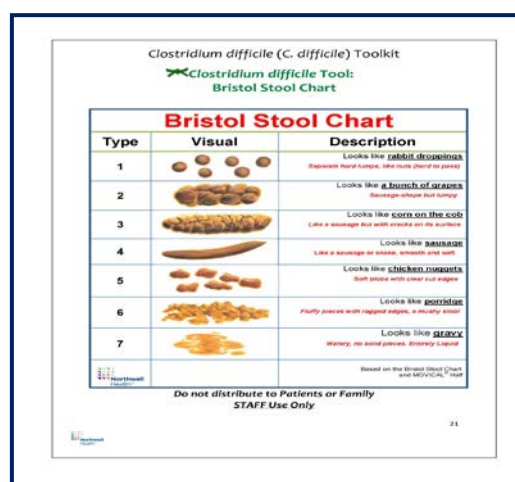 Clostridium difficile (C. difficile) Toolkit
Clostridium difficile Tool:
Bristol Stool Chart
Bristol Stool Chart
Type Visual Description
1 Looks like rabbit droppings
Separate hard lumps, like nuts (hard to pass)
2 Looks like a bunch of grapes
Sausage-shape but lumpy
3 Looks like corn on the cob
Like a sausage but with cracks on its surface
4 Looks like sausage
Like a sausage or snake, smooth and soft
5 Looks like chicken nuggets
Soft blobs with clear cut edges
6 Looks like porridge
Fluffy pieces with ragged edges, a mushy stool
7 Looks like gravy
Watery, no solid pieces. Entirely Liquid
Northwell
Health
Based on the Bristol Stool Chart
and MOVICAL
Do not distribute to Patients or Family
STAFF Use Only
21
Northwell
Health